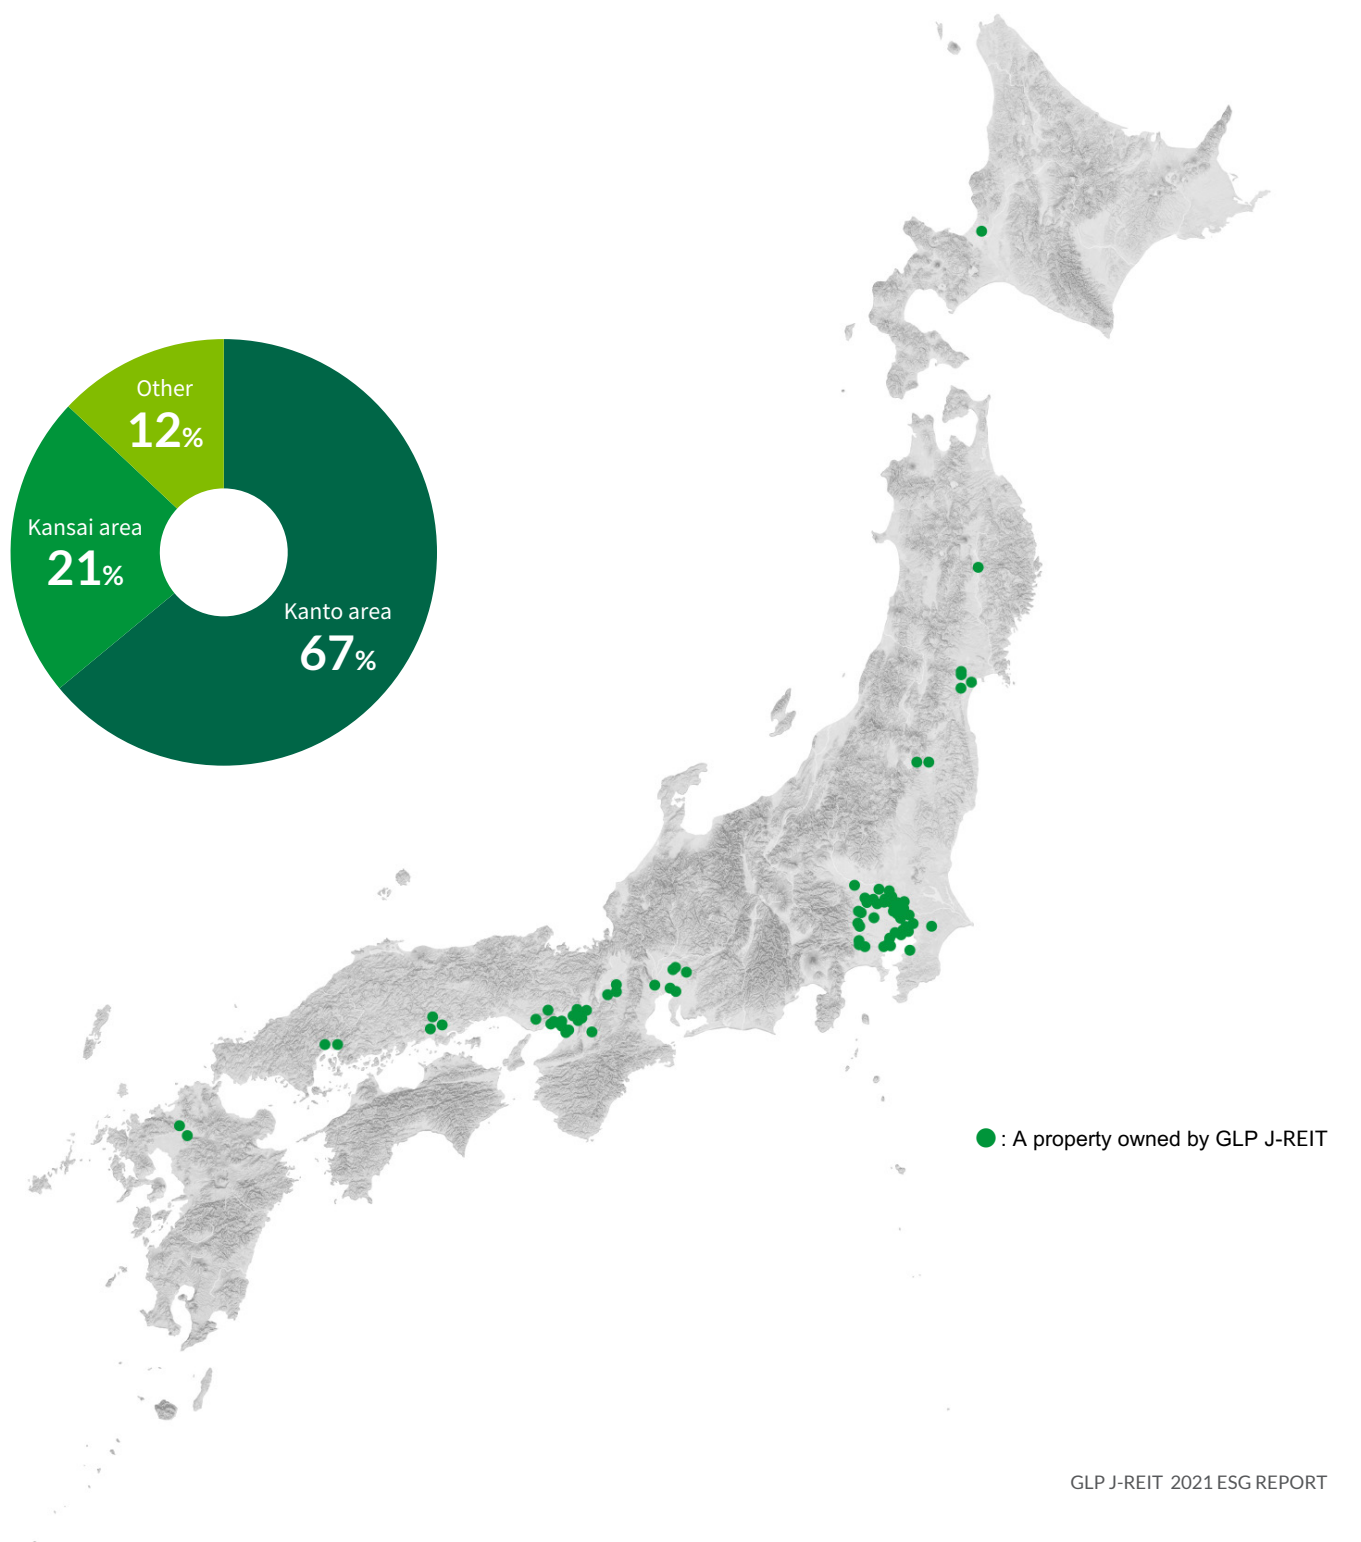 Other
12%
Kansai area
21%
Kanto area
67%
: A property owned by GLP J-REIT
GLP J-REIT 2021 ESG REPORT